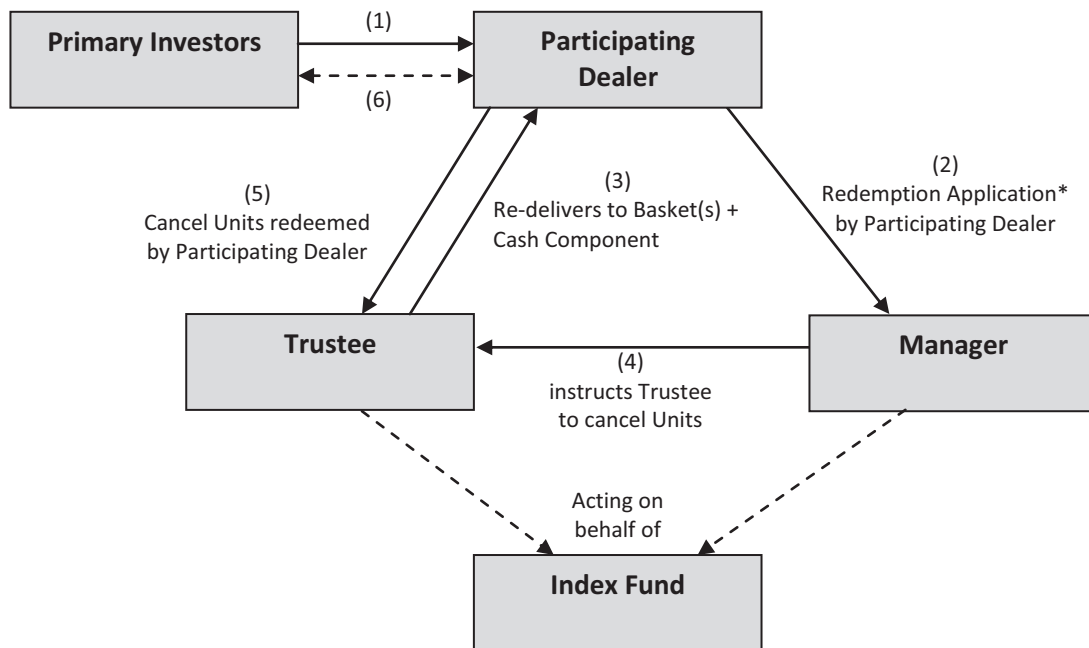 Primary Investors
(1)
(6)
Participating
Dealer
(5)
Cancel Units redeemed
by Participating Dealer
(3)
Re-delivers to Basket(s) +
Cash Component
(2)
Redemption Application*
by Participating Dealer
Trustee
(4)
instructs Trustee
to cancel Units
Manager
Acting on
behalf of
Index Fund